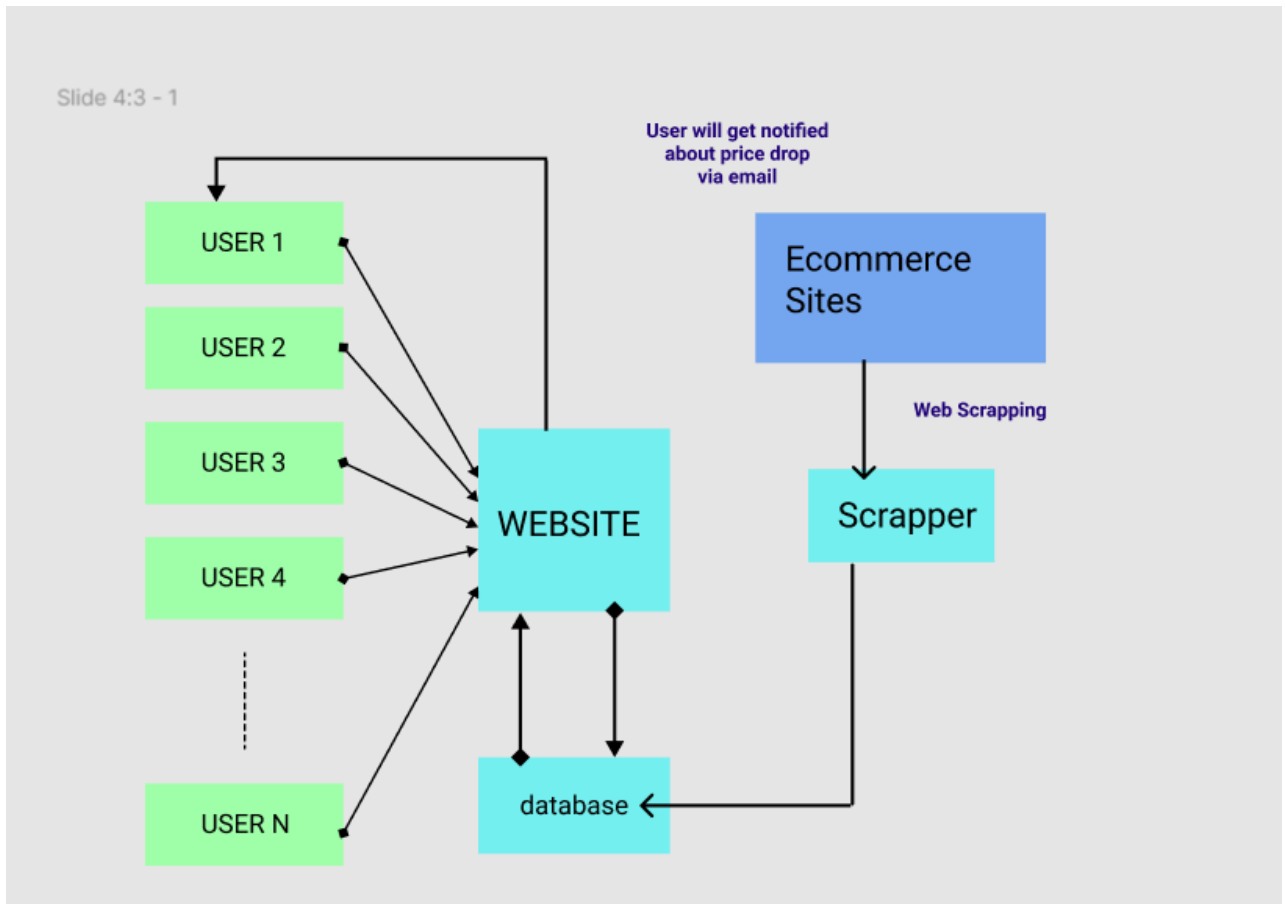 Slide 4:3 - 1
User will get notified
about price drop
via email
USER 1
Ecommerce
Sites
USER 2
Web Scrapping
USER 3
WEBSITE
Scrapper
USER 4
database
USER N